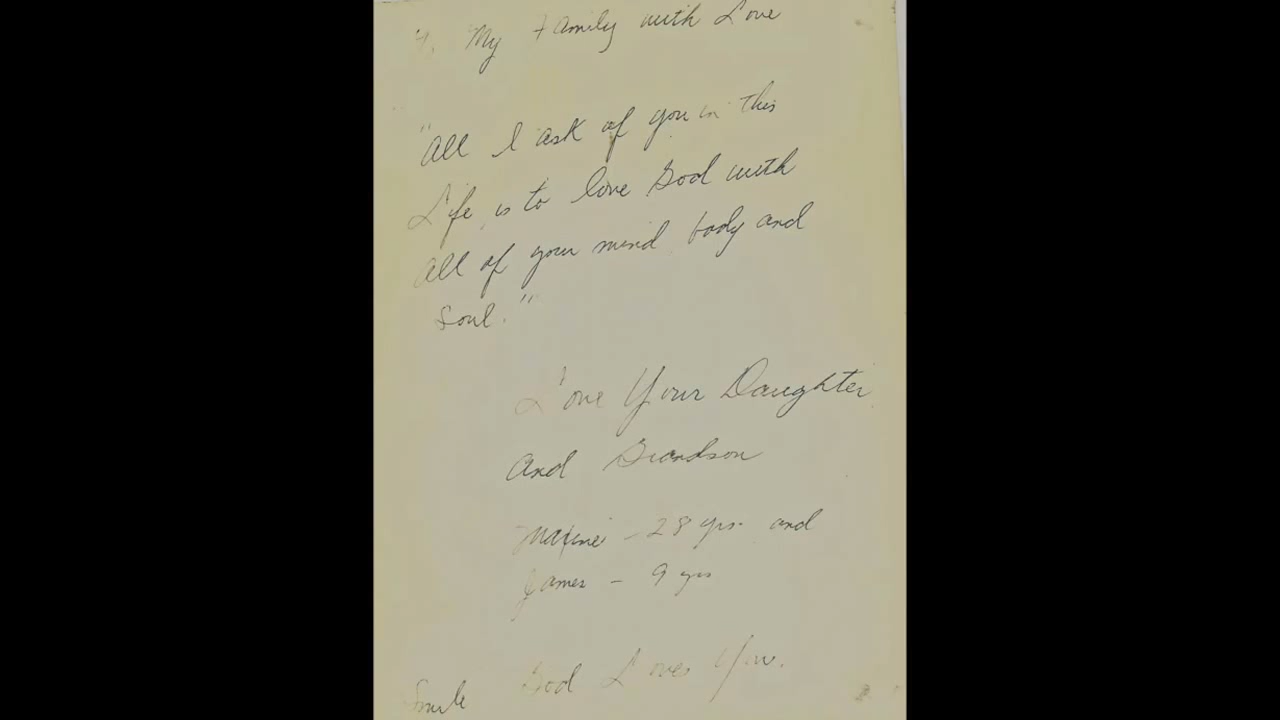 My Family with Love
"All I ask of you in this
Life, is to love God with
all of your mind, body and
Soul."
Love Your Daughter
and Grandson
Maxine - 28 yrs. and
James - 9 yrs
Smile God Loves You.